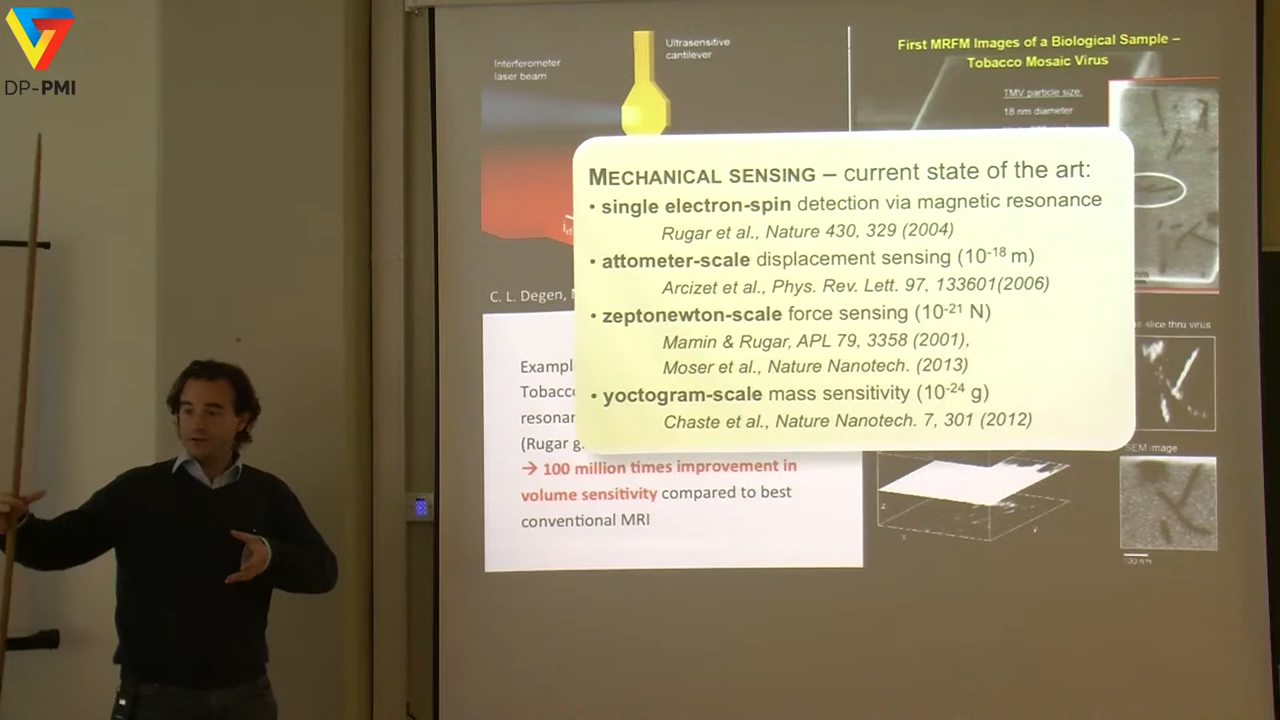 DP-PMI
Interferometer
laser beam
Ultrasensitive
cantilever
First MRFM Images of a Biological Sample –
Tobacco Mosaic Virus
TMV particle size:
18 nm diameter
MECHANICAL SENSING – current state of the art:
• single electron-spin detection via magnetic resonance
Rugar et al., Nature 430, 329 (2004)
• attometer-scale displacement sensing (10⁻¹⁸ m)
Arcizet et al., Phys. Rev. Lett. 97, 133601(2006)
• zeptonewton-scale force sensing (10⁻²¹ N)
Mamin & Rugar, APL 79, 3358 (2001),
Moser et al., Nature Nanotech. (2013)
• yoctogram-scale mass sensitivity (10⁻²⁴ g)
Chaste et al., Nature Nanotech. 7, 301 (2012)
C. L. Degen,
Exampl
Tobacc
resonar
(Rugar g
→ 100 million times improvement in
volume sensitivity compared to best
conventional MRI
slice thru virus
SEM image
100 nm